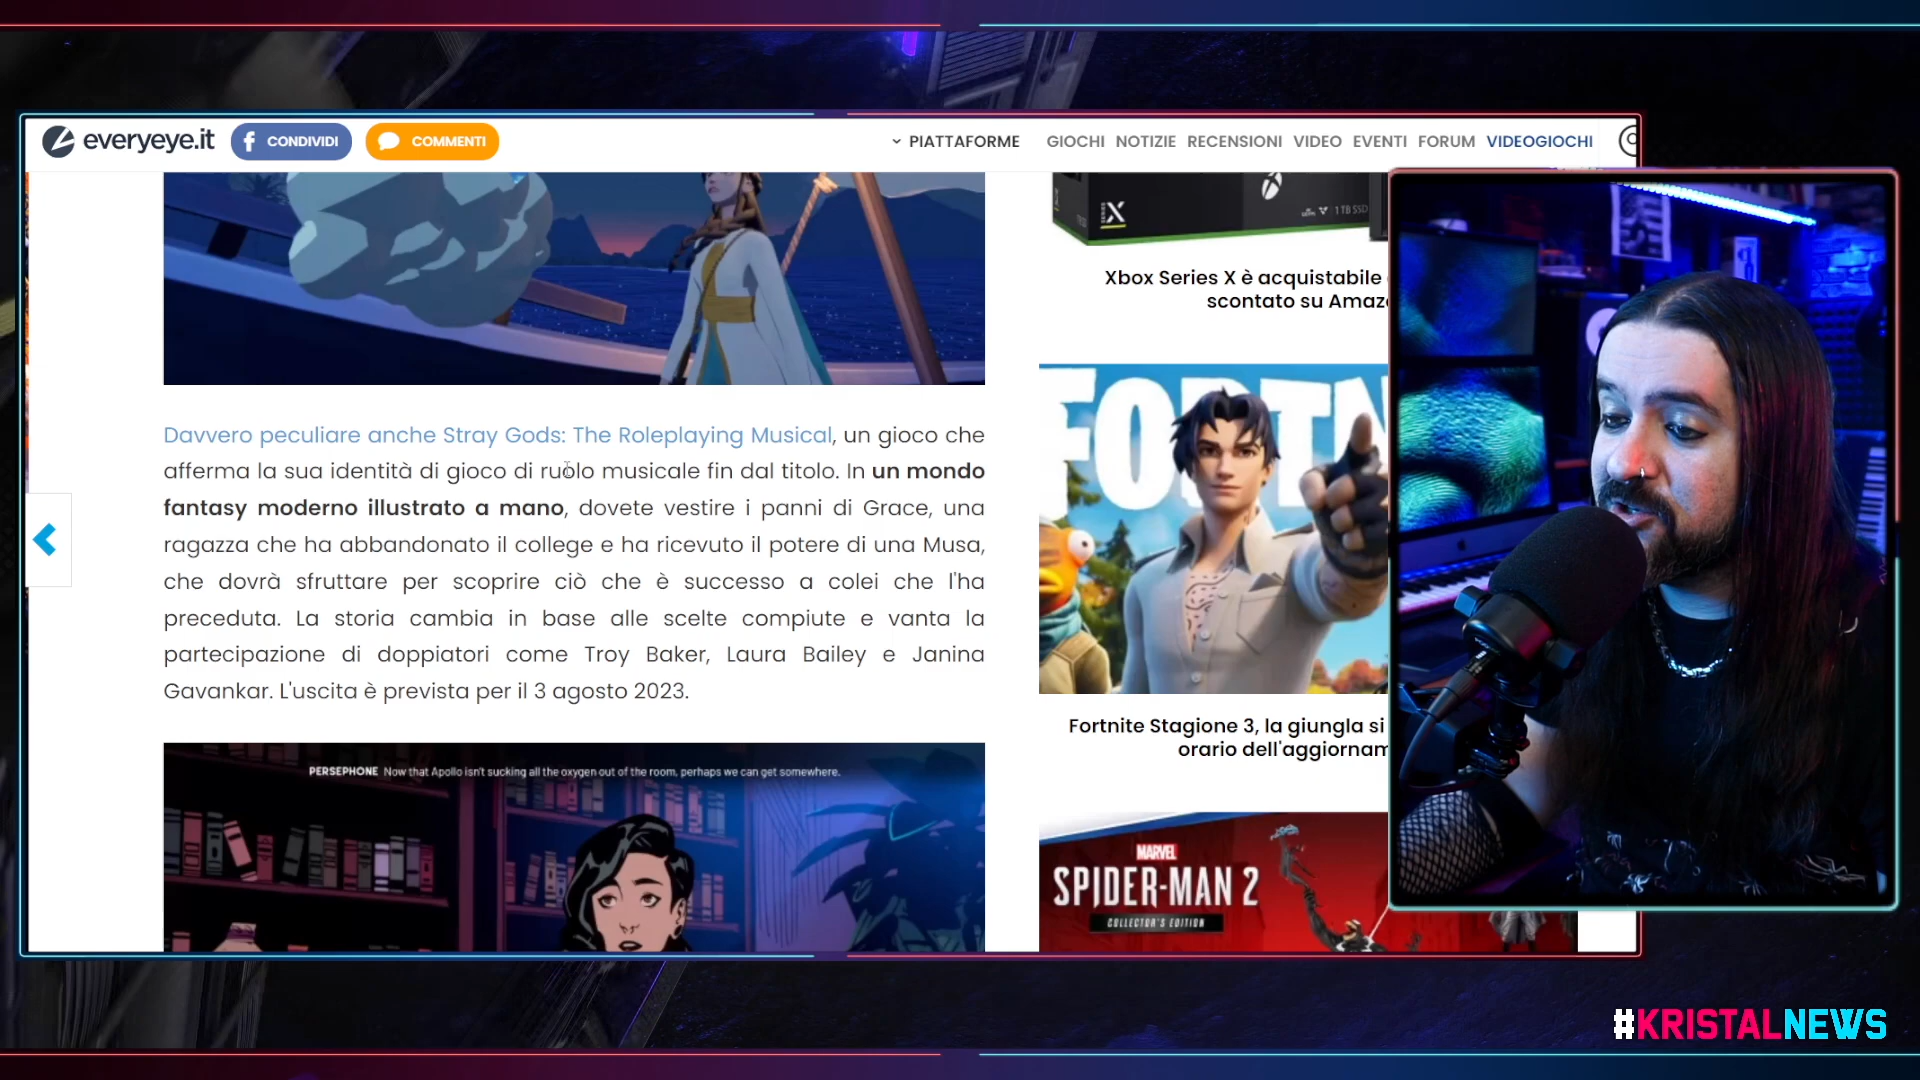 everyeye.it
CONDIVIDI
COMMENTI
PIATTAFORME
GIOCHI NOTIZIE RECENSIONI VIDEO EVENTI FORUM VIDEOGIOCHI
SERIES X
1 TB SSD
Xbox Series X è acquistabile
scontato su Amaz
FORTN
Davvero peculiare anche Stray Gods: The Roleplaying Musical, un gioco che
afferma la sua identità di gioco di ruolo musicale fin dal titolo. In un mondo
fantasy moderno illustrato a mano, dovete vestire i panni di Grace, una
ragazza che ha abbandonato il college e ha ricevuto il potere di una Musa,
che dovrà sfruttare per scoprire ciò che è successo a colei che l'ha
preceduta. La storia cambia in base alle scelte compiute e vanta la
partecipazione di doppiatori come Troy Baker, Laura Bailey e Janina
Gavankar. L'uscita è prevista per il 3 agosto 2023.
Fortnite Stagione 3, la giungla si
orario dell'aggiornam
PERSEPHONE Now that Apollo isn't sucking all the oxygen out of the room, perhaps we can get somewhere.
MARVEL
SPIDER-MAN 2
COLLECTOR'S EDITION
#KRISTALNEWS